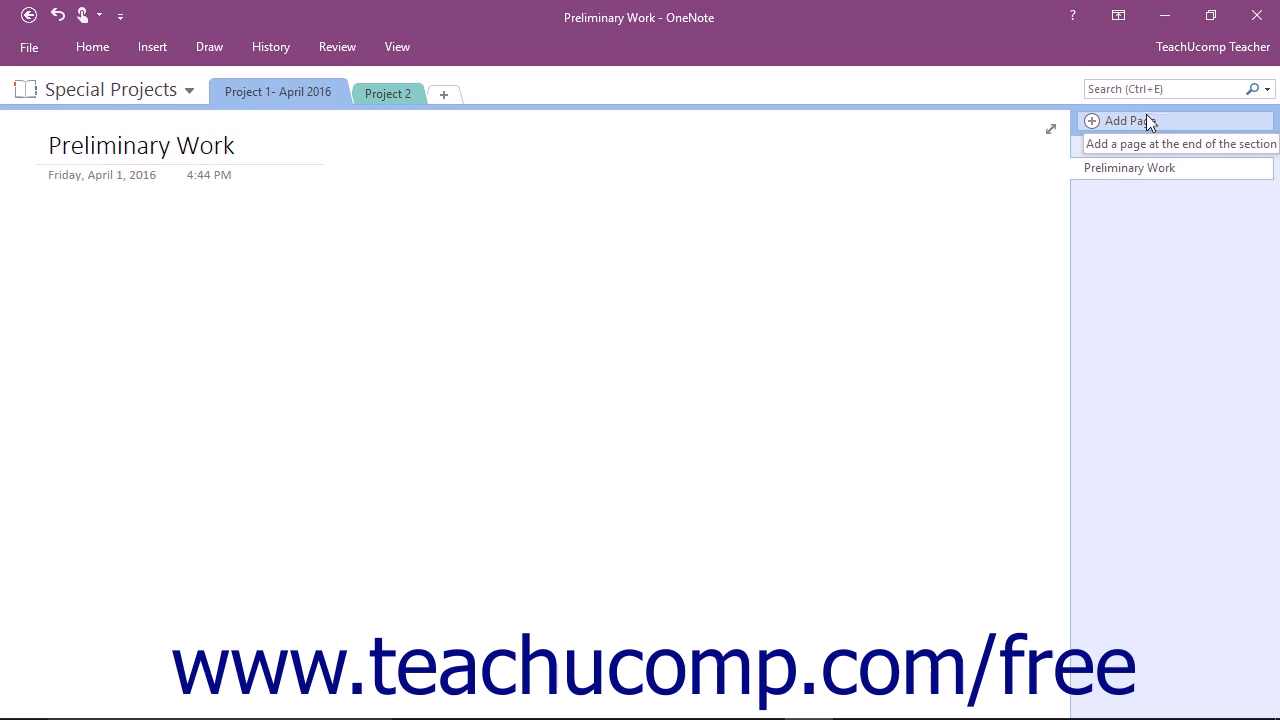 Preliminary Work - OneNote
?
File Home Insert Draw History Review View TeachUcomp Teacher
Special Projects Project 1- April 2016 Project 2 + Search (Ctrl+E)
Add Page
Add a page at the end of the section
Preliminary Work
Preliminary Work
Friday, April 1, 2016 4:44 PM
www.teachucomp.com/free